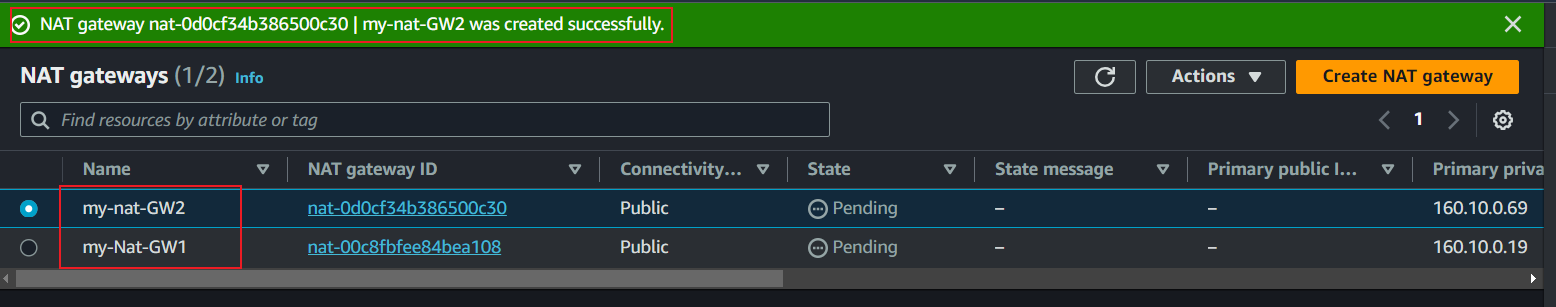 NAT gateway nat-0d0cf34b386500c30 | my-nat-GW2 was created successfully.
NAT gateways (1/2) Info Actions Create NAT gateway
Find resources by attribute or tag 1
Name NAT gateway ID Connectivity... State State message Primary public I... Primary priva
my-nat-GW2 nat-0d0cf34b386500c30 Public Pending – – 160.10.0.69
my-Nat-GW1 nat-00c8fbfee84bea108 Public Pending – – 160.10.0.19